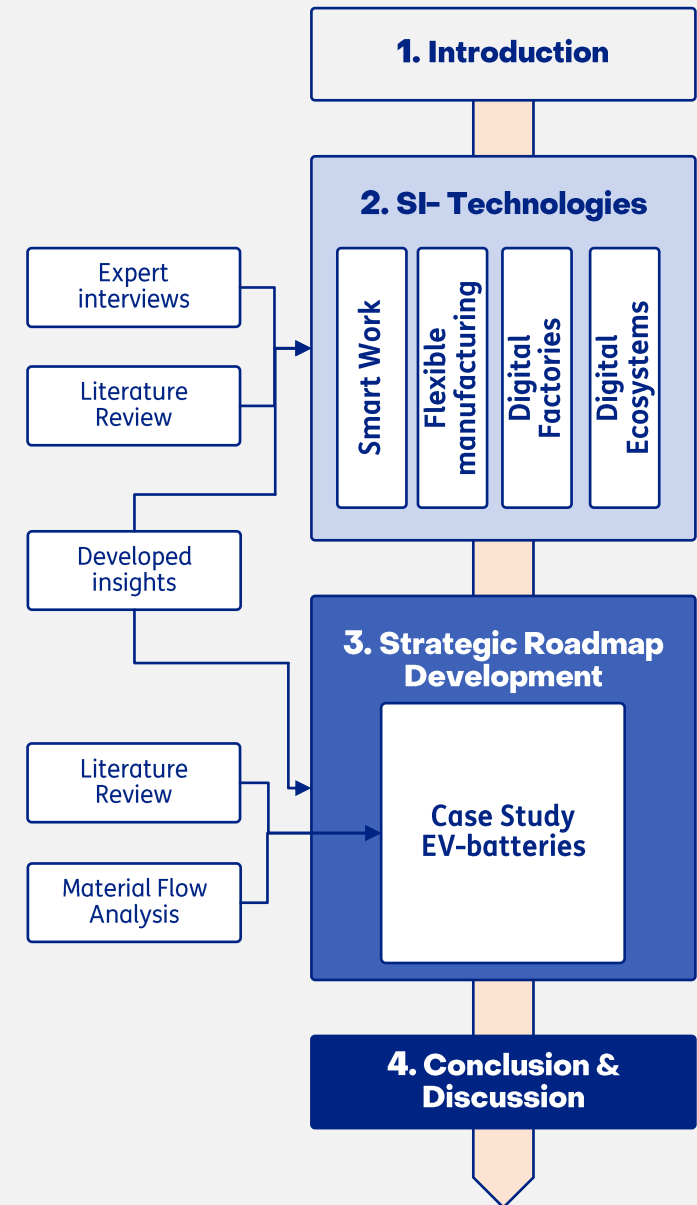 1. Introduction
2. SI- Technologies
Expert
interviews
Literature
Review
Smart Work
Flexible
manufacturing
Digital
Factories
Digital
Ecosystems
Developed
insights
3. Strategic Roadmap
Development
Literature
Review
Material Flow
Analysis
Case Study
EV-batteries
4. Conclusion &
Discussion